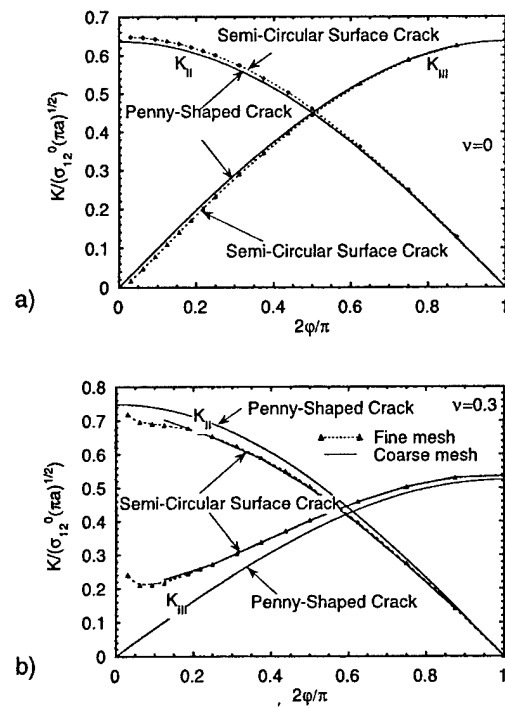 0.7
0.6
0.5
0.4
0.3
0.2
0.1
0
K/(σ₁₂⁰(πa)^1/2)
Semi-Circular Surface Crack
K_II
K_III
Penny-Shaped Crack
ν=0
Semi-Circular Surface Crack
0 0.2 0.4 0.6 0.8 1
2φ/π
a)
0.8
0.7
0.6
0.5
0.4
0.3
0.2
0.1
0
K/(σ₁₂⁰(πa)^1/2)
K_II
Penny-Shaped Crack
ν=0.3
Fine mesh
Coarse mesh
Semi-Circular Surface Crack
K_III
Penny-Shaped Crack
0 0.2 0.4 0.6 0.8 1
2φ/π
b)